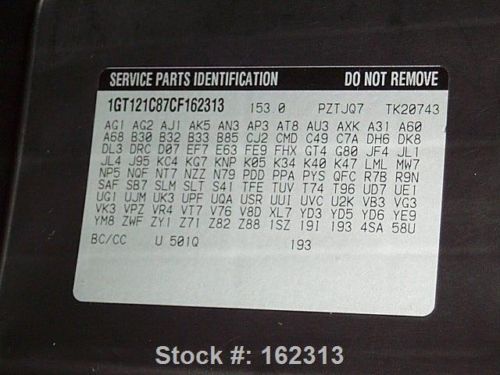 SERVICE PARTS IDENTIFICATION DO NOT REMOVE
1GT121C87CF162313 153.0 PZTJQ7 TK20743
AG1 AG2 AJ1 AK5 AN3 AP3 AT8 AU3 AXK A31 A60
A68 B30 B32 B33 B85 CJ2 CMD C49 C7A DH6 DK8
DL3 DRC D07 EF7 E63 FE9 FHX GT4 G80 JF4 JL1
JL4 J95 KC4 KG7 KNP K05 K34 K40 K47 LML MW7
NP5 NQF NT7 NZZ N79 PDD PPA PYS QFC R7B R9N
SAF SB7 SLM SLT S41 TFE TUV T74 T96 UD7 UE1
UG1 UJM UK3 UPF UQA USR UUI UVC U2K VB3 VG3
VK3 VPZ VR4 VT7 V76 V8D XL7 YD3 YD5 YD6 YE9
YM8 ZWF ZY1 Z71 Z82 Z88 1SZ 19I 193 4SA 58U
BC/CC U 501Q 193
Stock #: 162313